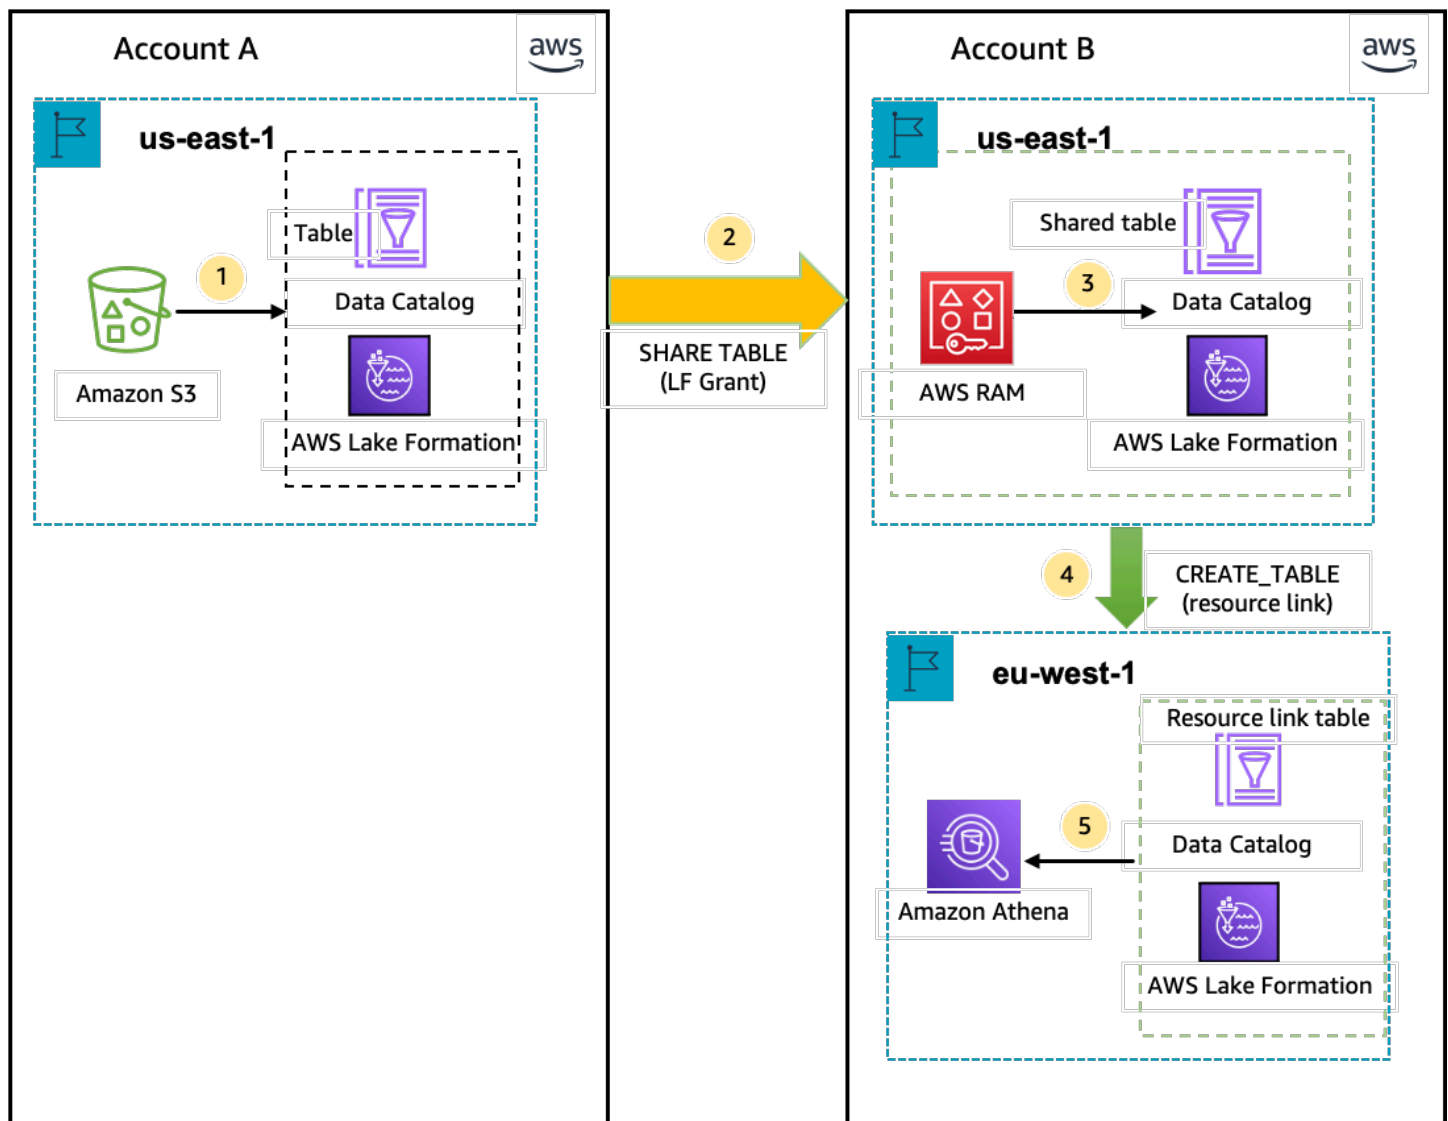 Account A
aws
us-east-1
Table
1
Data Catalog
Amazon S3
AWS Lake Formation
2
SHARE TABLE
(LF Grant)
Account B
aws
us-east-1
Shared table
3
Data Catalog
AWS RAM
AWS Lake Formation
4
CREATE_TABLE
(resource link)
eu-west-1
Resource link table
5
Data Catalog
Amazon Athena
AWS Lake Formation